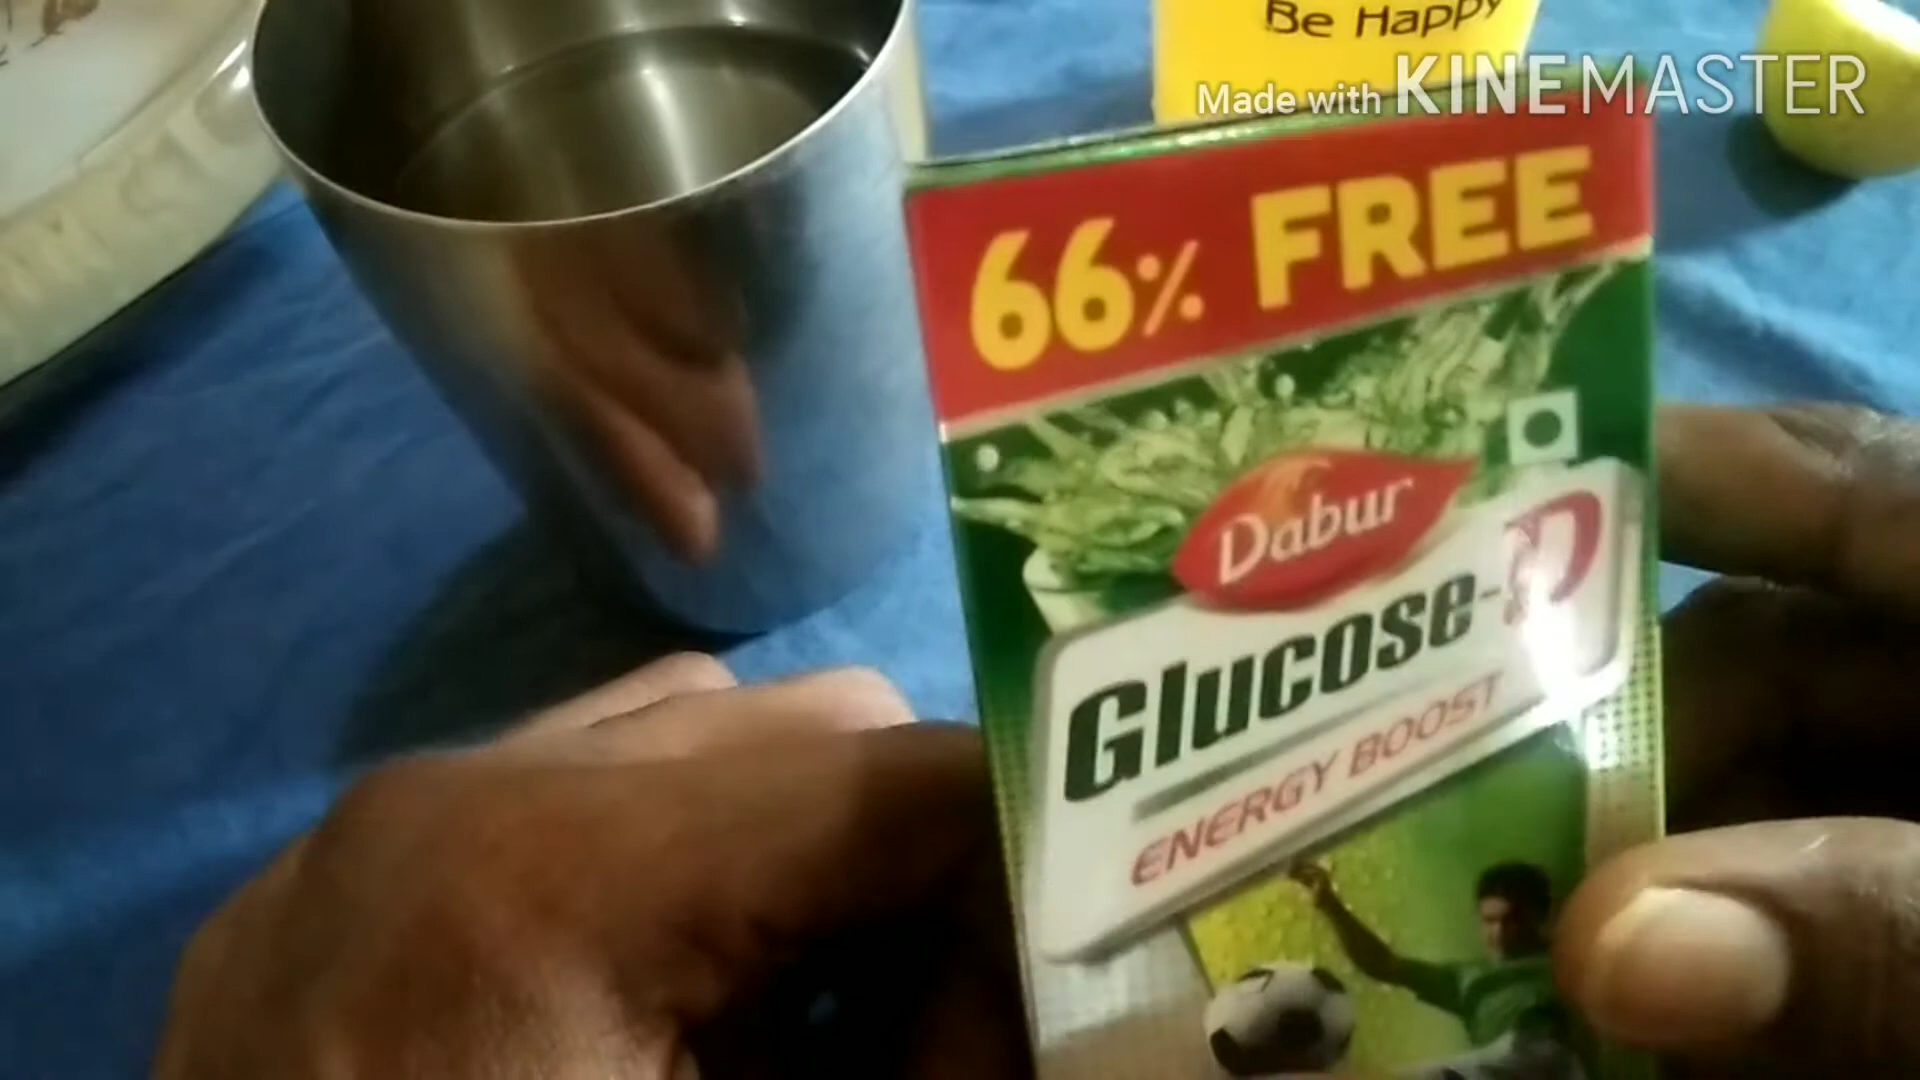 Be Happy
Made with KINEMASTER
66% FREE
Dabur
Glucose-D
ENERGY BOOST